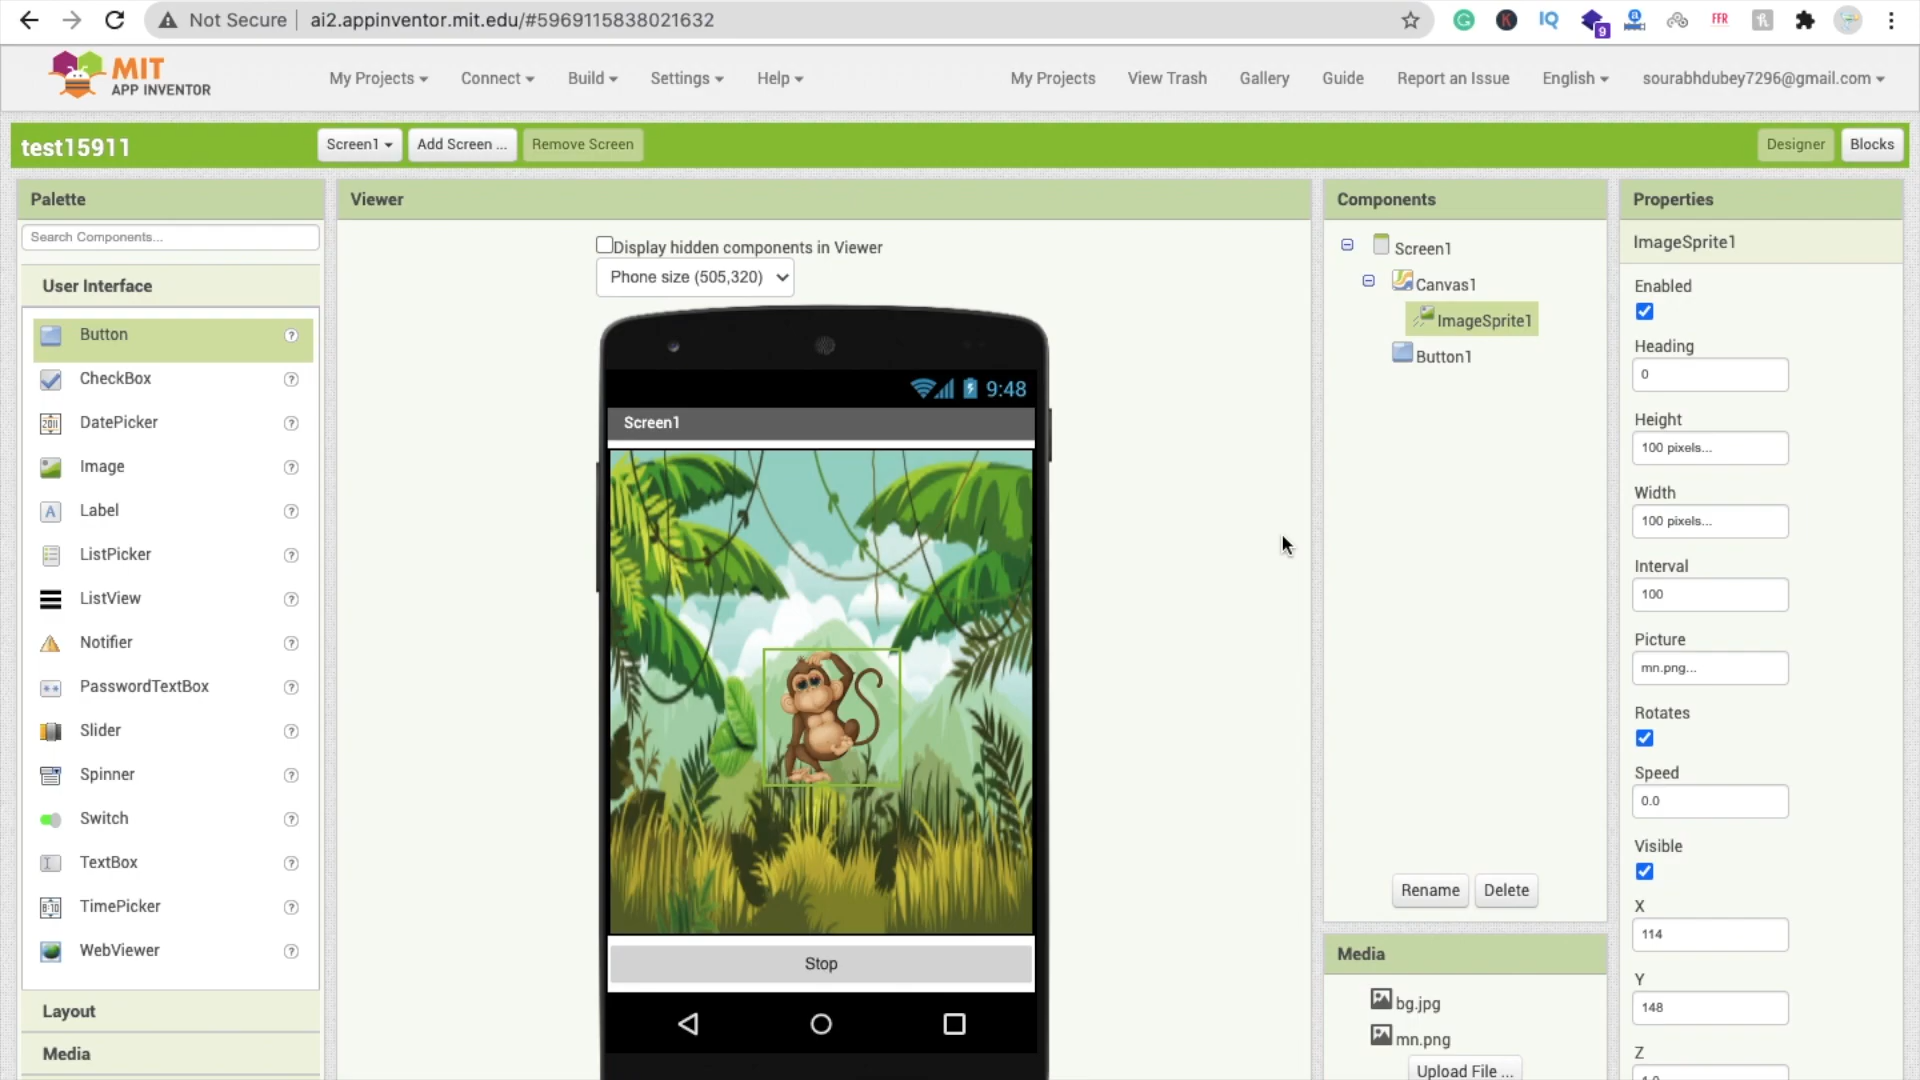 Not Secure ai2.appinventor.mit.edu/#5969115838021632
IQ 9 FFR
MIT
APP INVENTOR
My Projects Connect Build Settings Help My Projects View Trash Gallery Guide Report an Issue English sourabhdubey7296@gmail.com
test15911 Screen1 Add Screen ... Remove Screen Designer Blocks
Palette
Search Components...
User Interface
Button ?
CheckBox ?
DatePicker ?
Image ?
Label ?
ListPicker ?
ListView ?
Notifier ?
PasswordTextBox ?
Slider ?
Spinner ?
Switch ?
TextBox ?
TimePicker ?
WebViewer ?
Layout
Media
Viewer
Display hidden components in Viewer
Phone size (505,320)
9:48
Screen1
Stop
Components
Screen1
Canvas1
ImageSprite1
Button1
Rename Delete
Media
bg.jpg
mn.png
Upload File ...
Properties
ImageSprite1
Enabled
Heading
0
Height
100 pixels...
Width
100 pixels...
Interval
100
Picture
mn.png...
Rotates
Speed
0.0
Visible
X
114
Y
148
Z